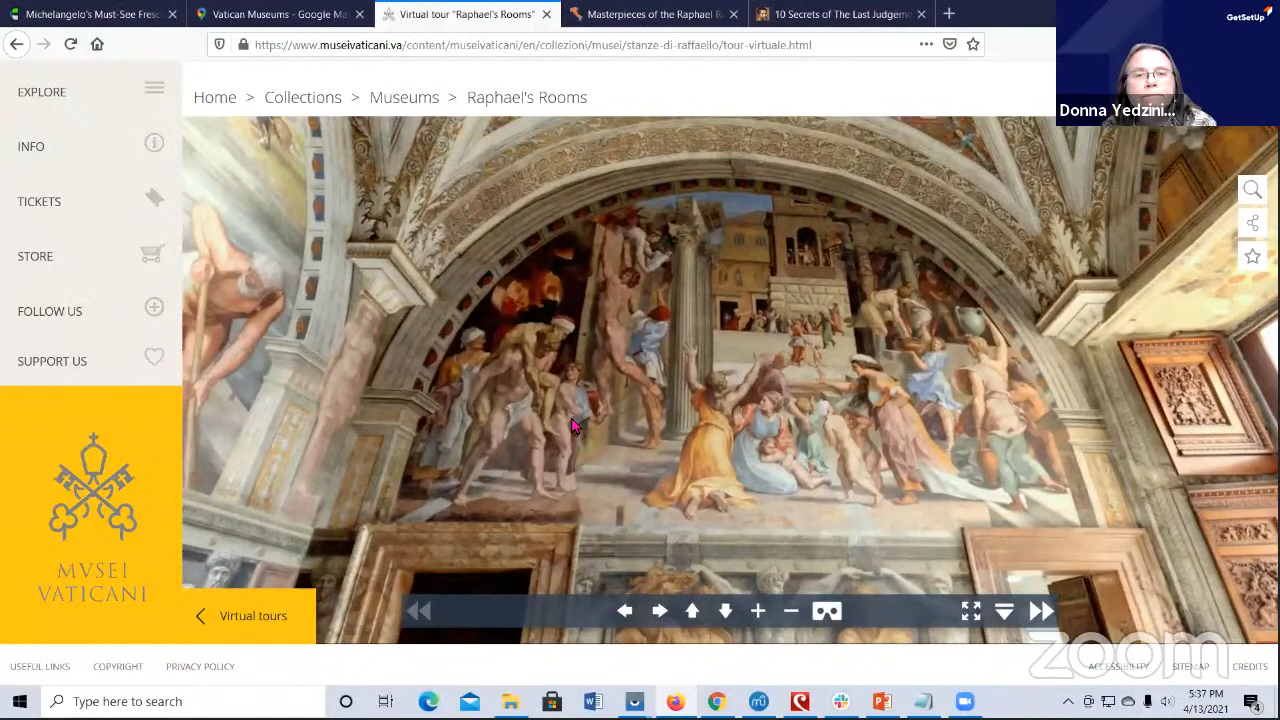 Michelangelo's Must-See Fresc
Virtual tours - Google Ma
Virtual tour "Raphael's Rooms"
Masterpieces of the Raphael R
10 Secrets of The Last Judgeme
GetSetUp
https://www.museivaticani.va/content/museivaticani/en/collezioni/musei/stanze-di-raffaello/tour-virtuale.html
Donna Yedzini...
Home > Collections > Museums > Raphael's Rooms
EXPLORE
INFO
TICKETS
STORE
FOLLOW US
SUPPORT US
MVSEI
VATICANI
Virtual tours
zoom
USEFUL LINKS COPYRIGHT PRIVACY POLICY ACCESSIBILITY SITEMAP CREDITS
Type here to search
5:37 PM
4/13/2021
4